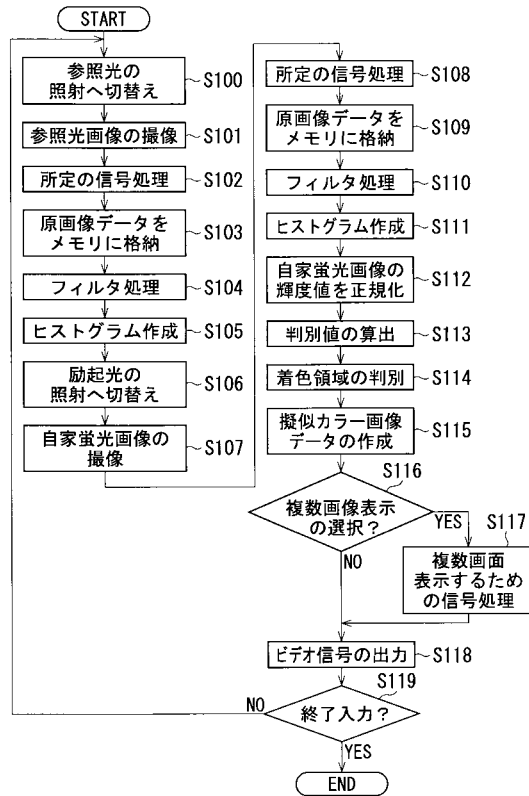 START
参照光の
照射へ切替え
S100
参照光画像の撮像
S101
所定の信号処理
S102
原画像データを
メモリに格納
S103
フィルタ処理
S104
ヒストグラム作成
S105
励起光の
照射へ切替え
S106
自家蛍光画像の
撮像
S107
所定の信号処理
S108
原画像データを
メモリに格納
S109
フィルタ処理
S110
ヒストグラム作成
S111
自家蛍光画像の
輝度値を正規化
S112
判別値の算出
S113
着色領域の判別
S114
擬似カラー画像
データの作成
S115
S116
複数画像表示
の選択?
YES
NO
S117
複数画面
表示するため
の信号処理
ビデオ信号の出力
S118
S119
終了入力?
NO
YES
END